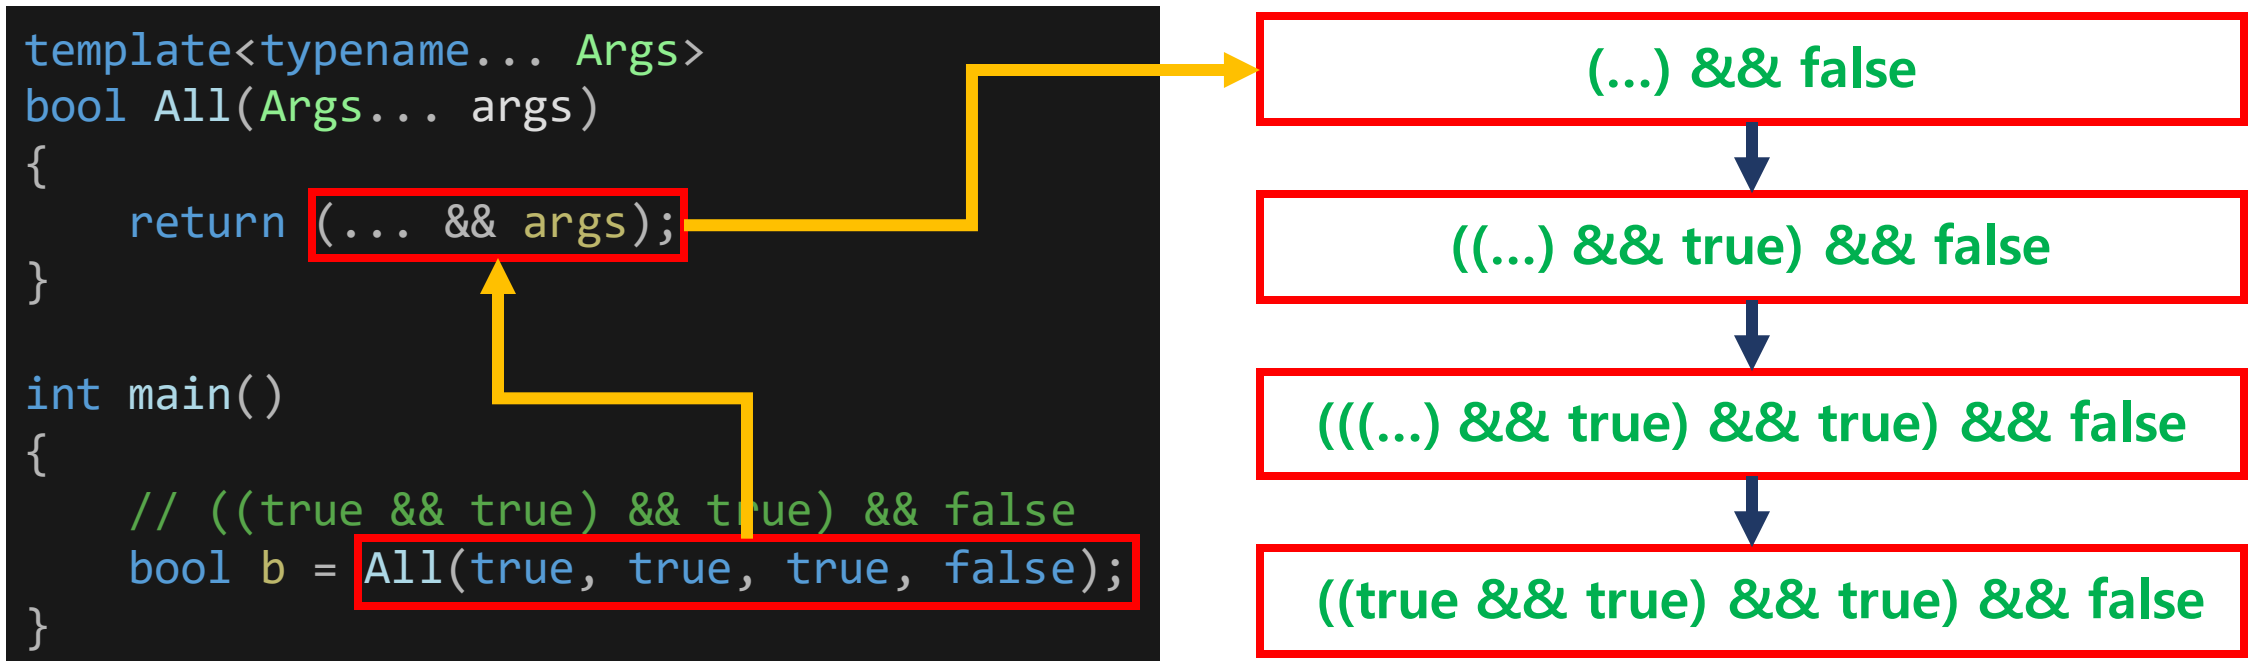 template<typename... Args>
bool All(Args... args)
{
    return (... && args);
}
int main()
{
    // ((true && true) && true) && false
    bool b = All(true, true, true, false);
}
(...) && false
((...) && true) && false
(((...) && true) && true) && false
((true && true) && true) && false